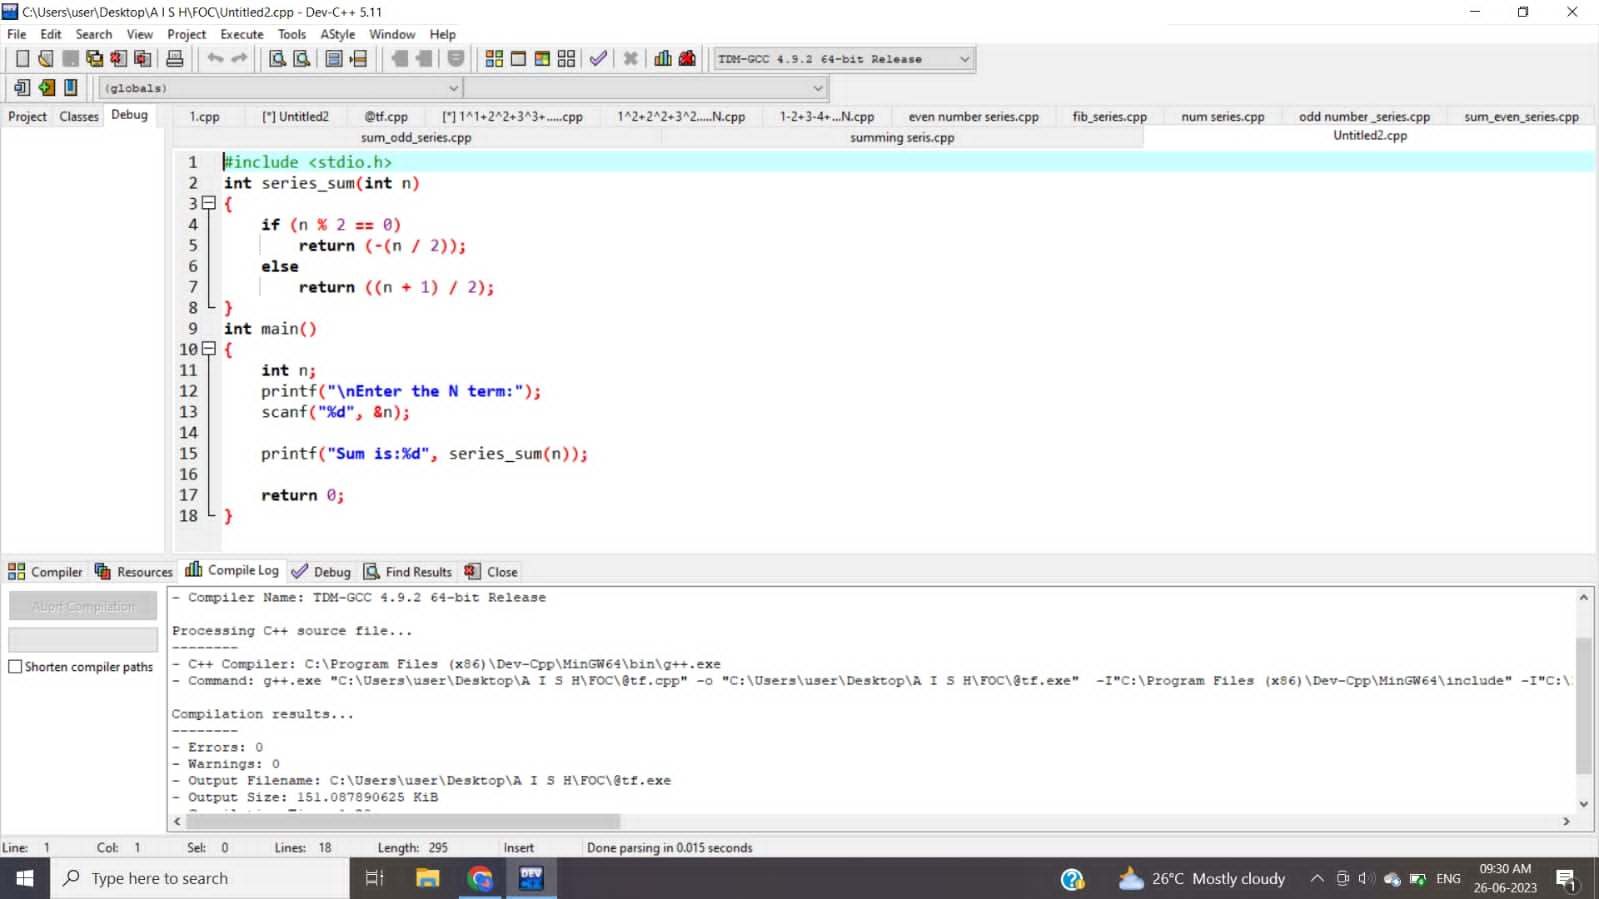 C:\Users\user\Desktop\A I S H\FOC\Untitled2.cpp - Dev-C++ 5.11
File Edit Search View Project Execute Tools AStyle Window Help
TDM-GCC 4.9.2 64-bit Release
(globals)
Project Classes Debug
1.cpp [*] Untitled2 @tf.cpp [*] 1^1+2^2+3^3+.....cpp 1^2+2^2+3^2.....N.cpp 1-2+3-4+...N.cpp even number series.cpp fib_series.cpp num series.cpp odd number _series.cpp sum_even_series.cpp
sum_odd_series.cpp summing seris.cpp Untitled2.cpp
1 #include <stdio.h>
2 int series_sum(int n)
3 {
4 if (n % 2 == 0)
5 return (-(n / 2));
6 else
7 return ((n + 1) / 2);
8 }
9 int main()
10 {
11 int n;
12 printf("\nEnter the N term:");
13 scanf("%d", &n);
14
15 printf("Sum is:%d", series_sum(n));
16
17 return 0;
18 }
Compiler Resources Compile Log Debug Find Results Close
Abort Compilation
Shorten compiler paths
- Compiler Name: TDM-GCC 4.9.2 64-bit Release
Processing C++ source file...
--------
- C++ Compiler: C:\Program Files (x86)\Dev-Cpp\MinGW64\bin\g++.exe
- Command: g++.exe "C:\Users\user\Desktop\A I S H\FOC\@tf.cpp" -o "C:\Users\user\Desktop\A I S H\FOC\@tf.exe" -I"C:\Program Files (x86)\Dev-Cpp\MinGW64\include" -I"C:\
Compilation results...
--------
- Errors: 0
- Warnings: 0
- Output Filename: C:\Users\user\Desktop\A I S H\FOC\@tf.exe
- Output Size: 151.087890625 KiB
Line: 1 Col: 1 Sel: 0 Lines: 18 Length: 295 Insert Done parsing in 0.015 seconds
Type here to search
DEV
26°C Mostly cloudy
ENG
09:30 AM
26-06-2023
1